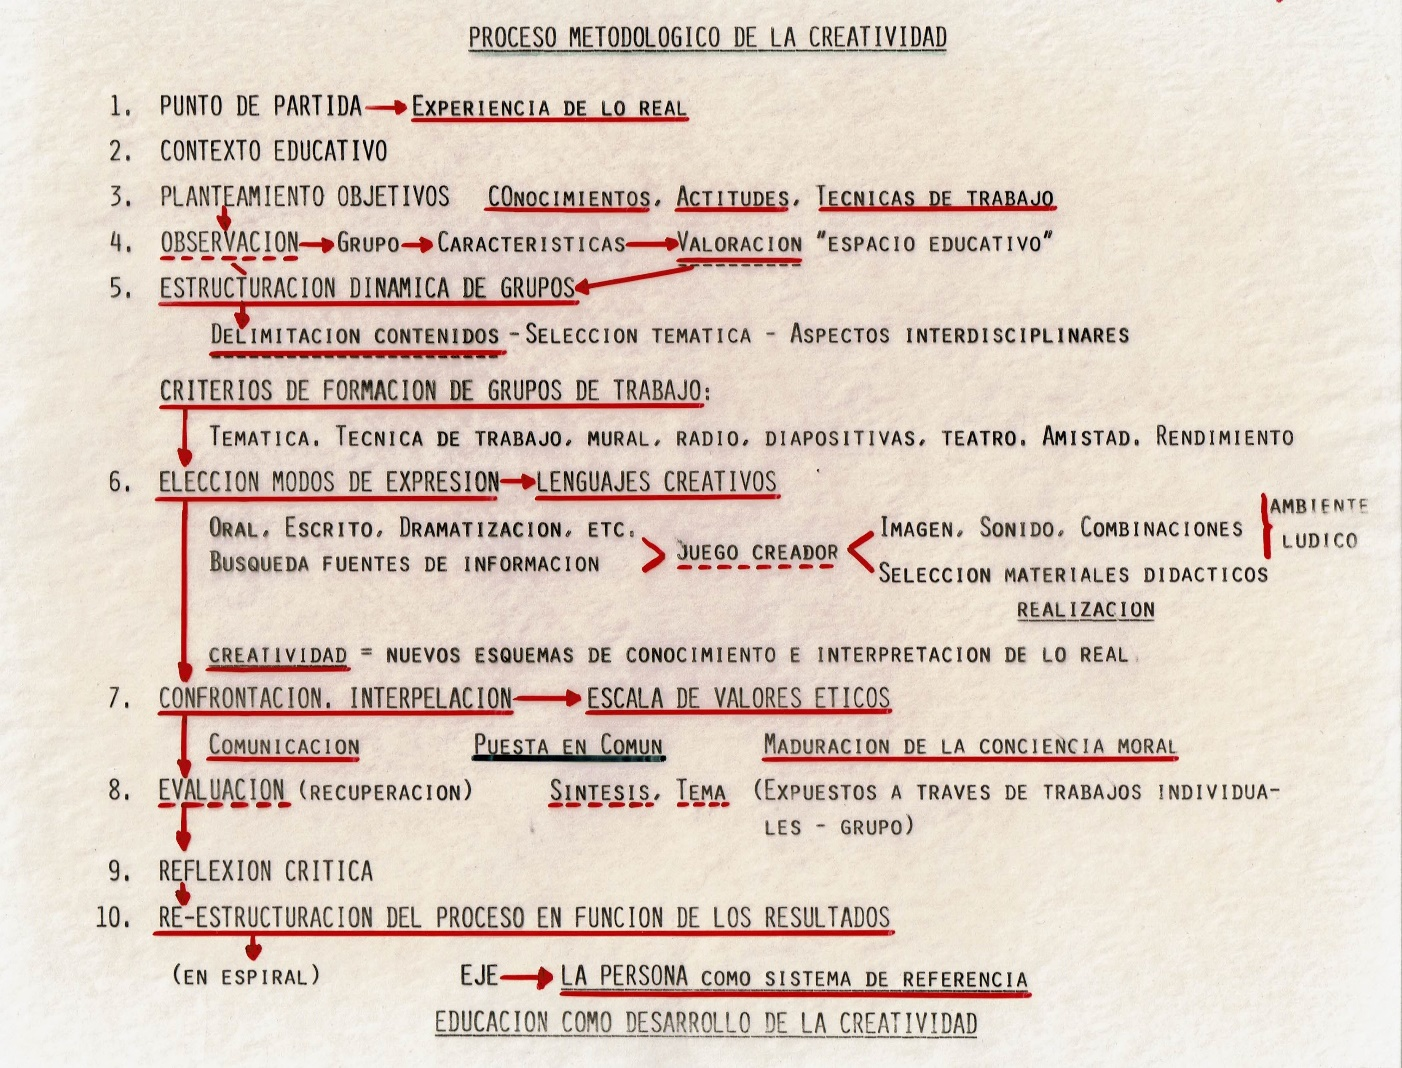 PROCESO METODOLOGICO DE LA CREATIVIDAD
1. PUNTO DE PARTIDA EXPERIENCIA DE LO REAL
2. CONTEXTO EDUCATIVO
3. PLANTEAMIENTO OBJETIVOS CONOCIMIENTOS, ACTITUDES, TECNICAS DE TRABAJO
4. OBSERVACION GRUPO CARACTERISTICAS VALORACION "ESPACIO EDUCATIVO"
5. ESTRUCTURACION DINAMICA DE GRUPOS
DELIMITACION CONTENIDOS - SELECCION TEMATICA - ASPECTOS INTERDISCIPLINARES
CRITERIOS DE FORMACION DE GRUPOS DE TRABAJO:
TEMATICA. TECNICA DE TRABAJO, MURAL, RADIO, DIAPOSITIVAS, TEATRO. AMISTAD. RENDIMIENTO
6. ELECCION MODOS DE EXPRESION LENGUAJES CREATIVOS
ORAL, ESCRITO, DRAMATIZACION, ETC.
BUSQUEDA FUENTES DE INFORMACION
JUEGO CREADOR
IMAGEN, SONIDO, COMBINACIONES
SELECCION MATERIALES DIDACTICOS
AMBIENTE
LUDICO
REALIZACION
CREATIVIDAD = NUEVOS ESQUEMAS DE CONOCIMIENTO E INTERPRETACION DE LO REAL.
7. CONFRONTACION. INTERPELACION ESCALA DE VALORES ETICOS
COMUNICACION PUESTA EN COMUN MADURACION DE LA CONCIENCIA MORAL
8. EVALUACION (RECUPERACION) SINTESIS, TEMA (EXPUESTOS A TRAVES DE TRABAJOS INDIVIDUA-
LES - GRUPO)
9. REFLEXION CRITICA
10. RE-ESTRUCTURACION DEL PROCESO EN FUNCION DE LOS RESULTADOS
(EN ESPIRAL) EJE LA PERSONA COMO SISTEMA DE REFERENCIA
EDUCACION COMO DESARROLLO DE LA CREATIVIDAD